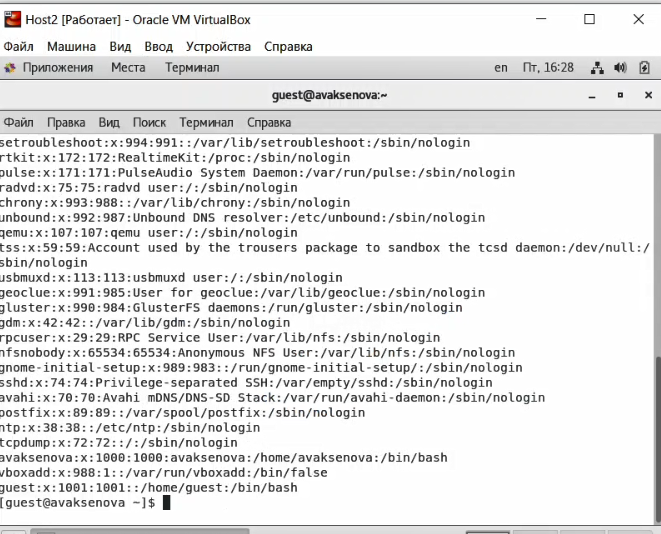 Host2 [Работает] - Oracle VM VirtualBox
Файл Машина Вид Ввод Устройства Справка
Приложения Места Терминал en Пт, 16:28
guest@avaksenova:~
Файл Правка Вид Поиск Терминал Справка
setroubleshoot:x:994:991::/var/lib/setroubleshoot:/sbin/nologin
rtkit:x:172:172:RealtimeKit:/proc:/sbin/nologin
pulse:x:171:171:PulseAudio System Daemon:/var/run/pulse:/sbin/nologin
radvd:x:75:75:radvd user:/:/sbin/nologin
chrony:x:993:988::/var/lib/chrony:/sbin/nologin
unbound:x:992:987:Unbound DNS resolver:/etc/unbound:/sbin/nologin
qemu:x:107:107:qemu user:/:/sbin/nologin
tss:x:59:59:Account used by the trousers package to sandbox the tcsd daemon:/dev/null:/
sbin/nologin
usbmuxd:x:113:113:usbmuxd user:/:/sbin/nologin
geoclue:x:991:985:User for geoclue:/var/lib/geoclue:/sbin/nologin
gluster:x:990:984:GlusterFS daemons:/run/gluster:/sbin/nologin
gdm:x:42:42::/var/lib/gdm:/sbin/nologin
rpcuser:x:29:29:RPC Service User:/var/lib/nfs:/sbin/nologin
nfsnobody:x:65534:65534:Anonymous NFS User:/var/lib/nfs:/sbin/nologin
gnome-initial-setup:x:989:983::/run/gnome-initial-setup/:/sbin/nologin
sshd:x:74:74:Privilege-separated SSH:/var/empty/sshd:/sbin/nologin
avahi:x:70:70:Avahi mDNS/DNS-SD Stack:/var/run/avahi-daemon:/sbin/nologin
postfix:x:89:89::/var/spool/postfix:/sbin/nologin
ntp:x:38:38::/etc/ntp:/sbin/nologin
tcpdump:x:72:72::/:/sbin/nologin
avaksenova:x:1000:1000:avaksenova:/home/avaksenova:/bin/bash
vboxadd:x:988:1::/var/run/vboxadd:/bin/false
guest:x:1001:1001::/home/guest:/bin/bash
[guest@avaksenova ~]$